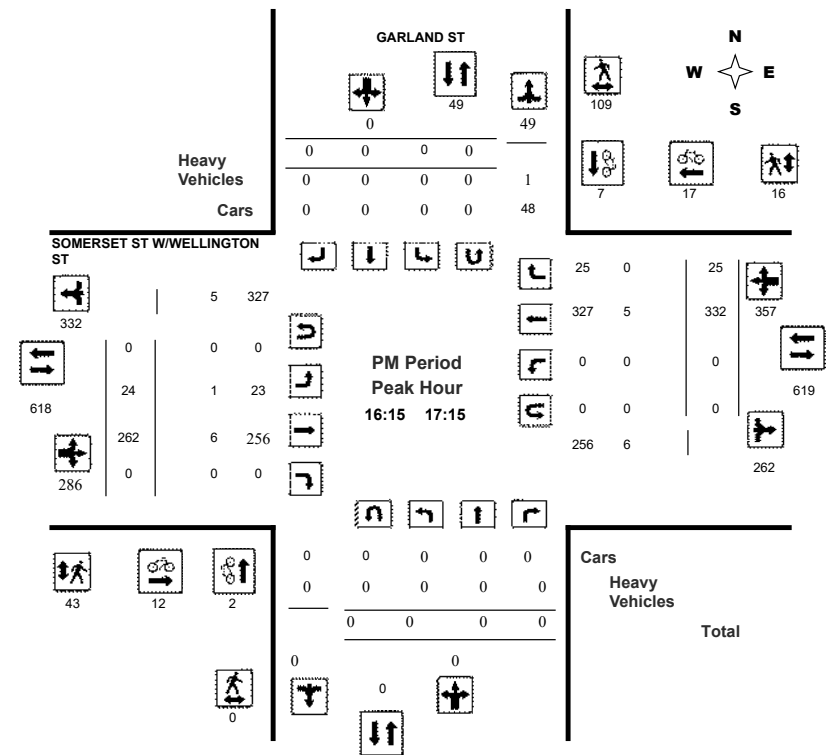 GARLAND ST
N
W E
S
49
109
0
49
0 0 0 0
Heavy
Vehicles
0 0 0 0 1
Cars
0 0 0 0 48
7 17 16
SOMERSET ST W/WELLINGTON
ST
25 0 25
5 327
332
327 5 332 357
0 0 0
PM Period
Peak Hour
16:15 17:15
0 0 0
618
24 1 23
0 0 0
619
262 6 256
256 6
262
286
0 0 0
0 0 0 0 0
Cars
0 0 0 0 0
Heavy
Vehicles
43 12 2
0 0 0 0
Total
0 0
0
0